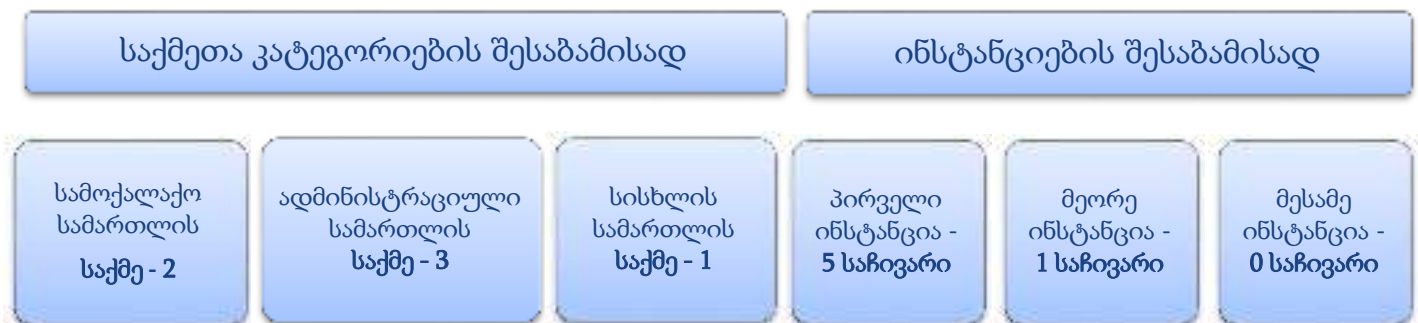 საქმეთა კატეგორიების შესაბამისად
ინსტანციების შესაბამისად
სამოქალაქო
სამართლის
საქმე - 2
ადმინისტრაციული
სამართლის
საქმე - 3
სისხლის
სამართლის
საქმე - 1
პირველი
ინსტანცია -
5 საჩივარი
მეორე
ინსტანცია -
1 საჩივარი
მესამე
ინსტანცია -
0 საჩივარი